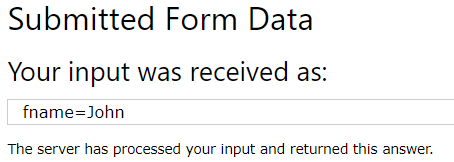 Submitted Form Data
Your input was received as:
fname=John
The server has processed your input and returned this answer.